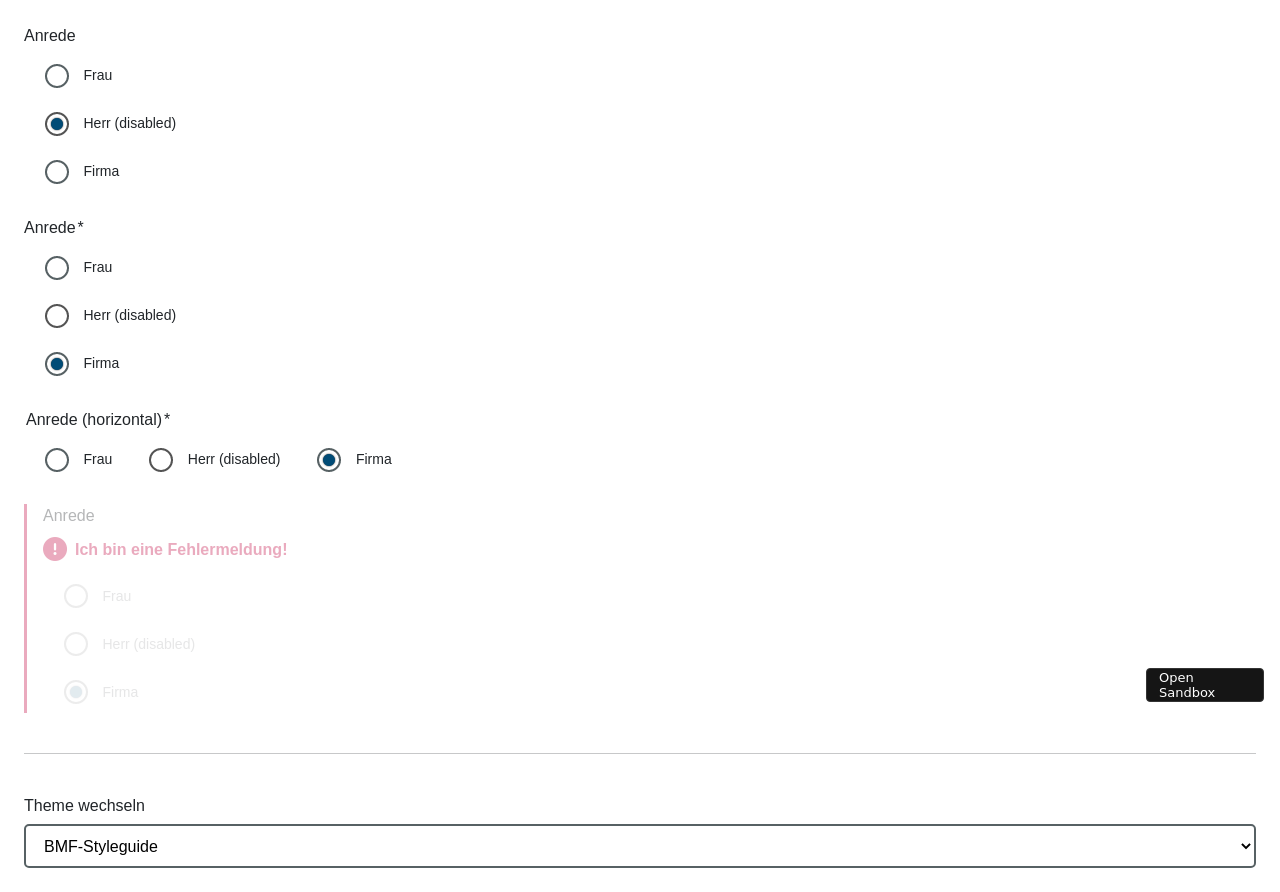 Anrede
Frau
Herr (disabled)
Firma
Anrede*
Frau
Herr (disabled)
Firma
Anrede (horizontal)*
Frau Herr (disabled) Firma
Anrede
! Ich bin eine Fehlermeldung!
Frau
Herr (disabled)
Firma
Open
Sandbox
Theme wechseln
BMF-Styleguide